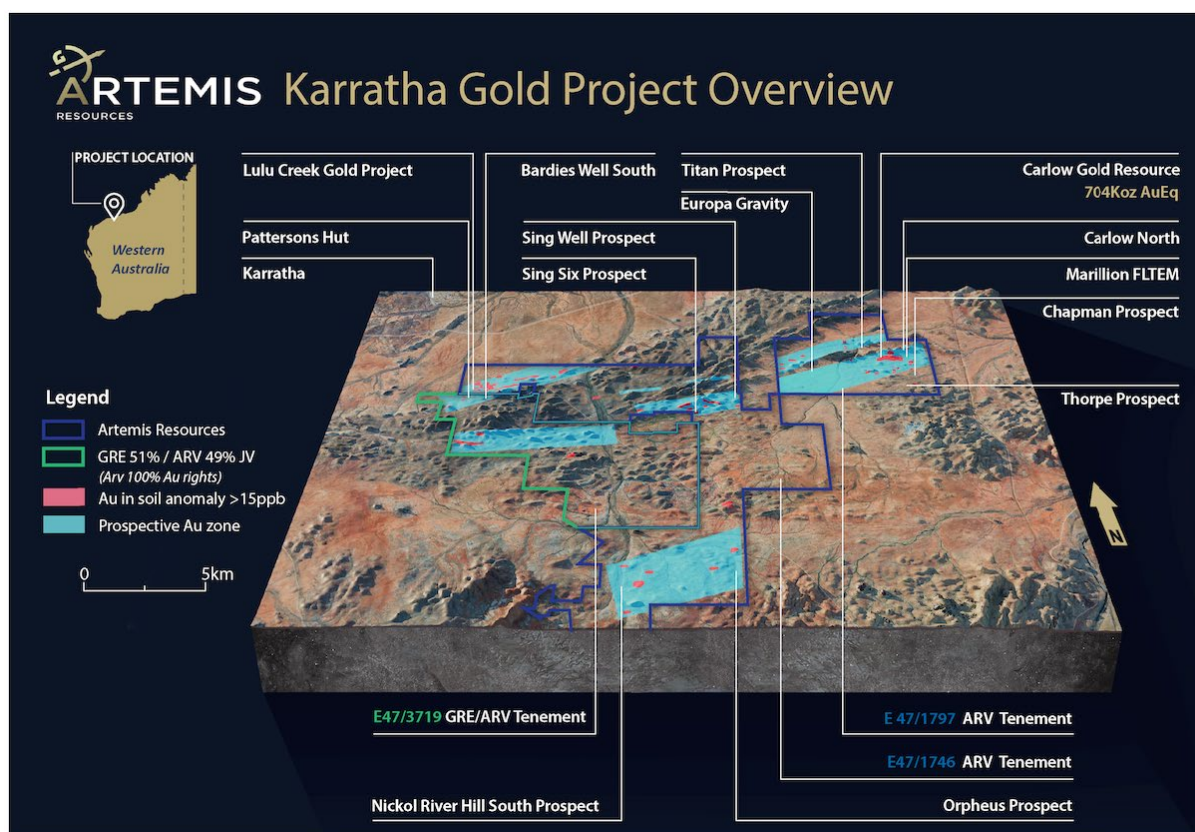 G
ARTEMIS
RESOURCES
Karratha Gold Project Overview
PROJECT LOCATION
Western
Australia
Lulu Creek Gold Project
Bardies Well South
Titan Prospect
Carlow Gold Resource
704Koz AuEq
Europa Gravity
Pattersons Hut
Sing Well Prospect
Carlow North
Karratha
Sing Six Prospect
Marillion FLTEM
Chapman Prospect
Thorpe Prospect
Legend
Artemis Resources
GRE 51% / ARV 49% JV
(Arv 100% Au rights)
Au in soil anomaly >15ppb
Prospective Au zone
0 5km
N
E47/3719 GRE/ARV Tenement
E 47/1797 ARV Tenement
E47/1746 ARV Tenement
Nickol River Hill South Prospect
Orpheus Prospect